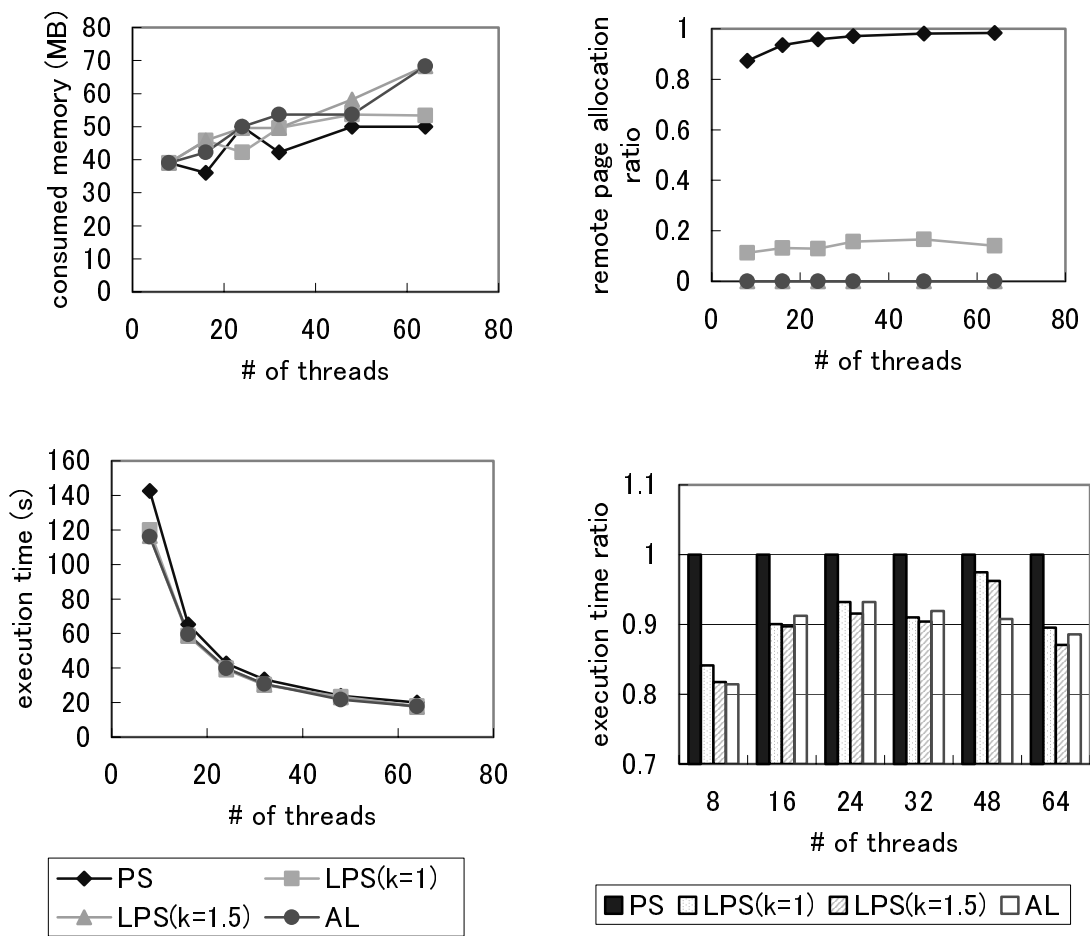 consumed memory (MB)
80
70
60
50
40
30
20
10
0
0 20 40 60 80
# of threads
remote page allocation
ratio
1
0.8
0.6
0.4
0.2
0
0 20 40 60 80
# of threads
execution time (s)
160
140
120
100
80
60
40
20
0
0 20 40 60 80
# of threads
PS LPS(k=1)
LPS(k=1.5) AL
execution time ratio
1.1
1
0.9
0.8
0.7
8 16 24 32 48 64
# of threads
PS LPS(k=1) LPS(k=1.5) AL